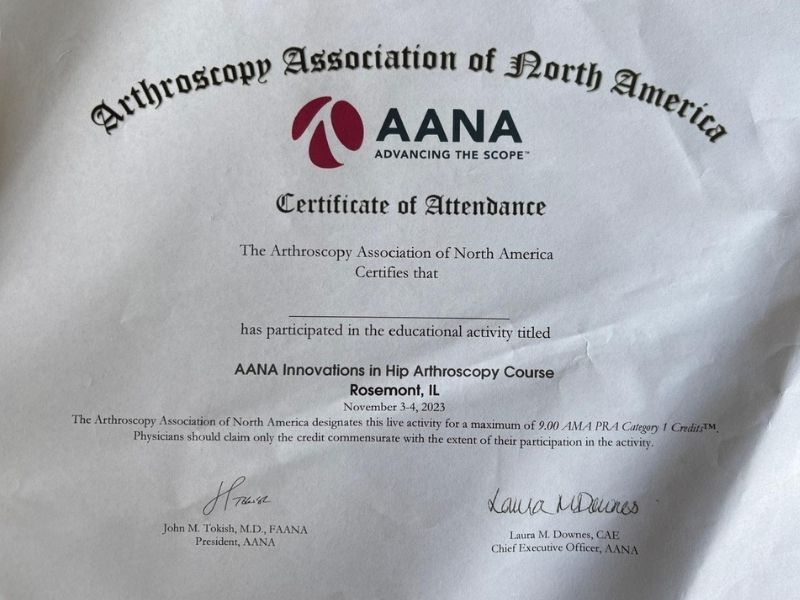 Arthroscopy Association of North America
AANA
ADVANCING THE SCOPE™
Certificate of Attendance
The Arthroscopy Association of North America
Certifies that
has participated in the educational activity titled
AANA Innovations in Hip Arthroscopy Course
Rosemont, IL
November 3-4, 2023
The Arthroscopy Association of North America designates this live activity for a maximum of 9.00 AMA PRA Category 1 Credits™.
Physicians should claim only the credit commensurate with the extent of their participation in the activity.
JTokish
Laura MDownes
John M. Tokish, M.D., FAANA
President, AANA
Laura M. Downes, CAE
Chief Executive Officer, AANA